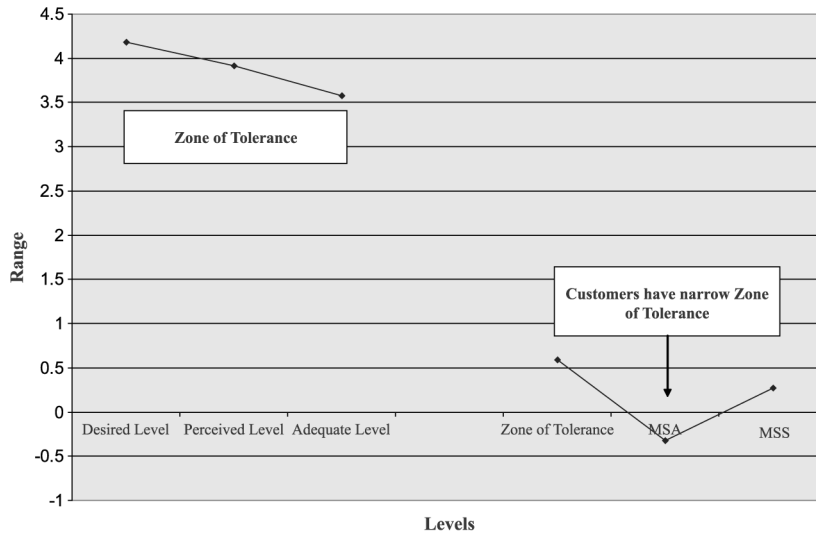 4.5
4
3.5
3
2.5
2
1.5
1
0.5
0
-0.5
-1
Range
Zone of Tolerance
Customers have narrow Zone
of Tolerance
Desired Level Perceived Level Adequate Level Zone of Tolerance MSA MSS
Levels